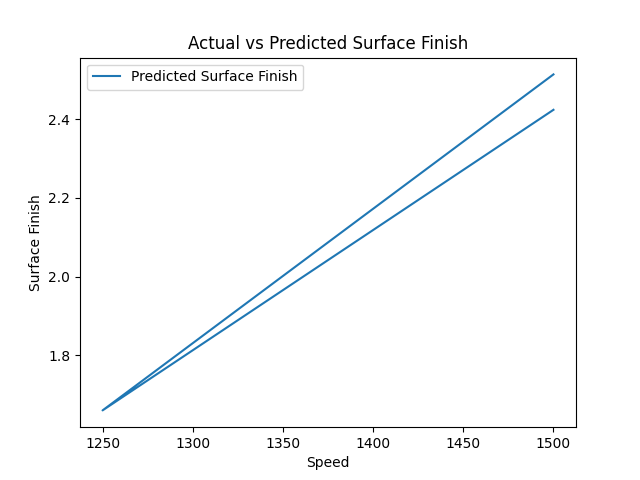 Actual vs Predicted Surface Finish
Predicted Surface Finish
2.4
2.2
2.0
1.8
Surface Finish
1250 1300 1350 1400 1450 1500
Speed